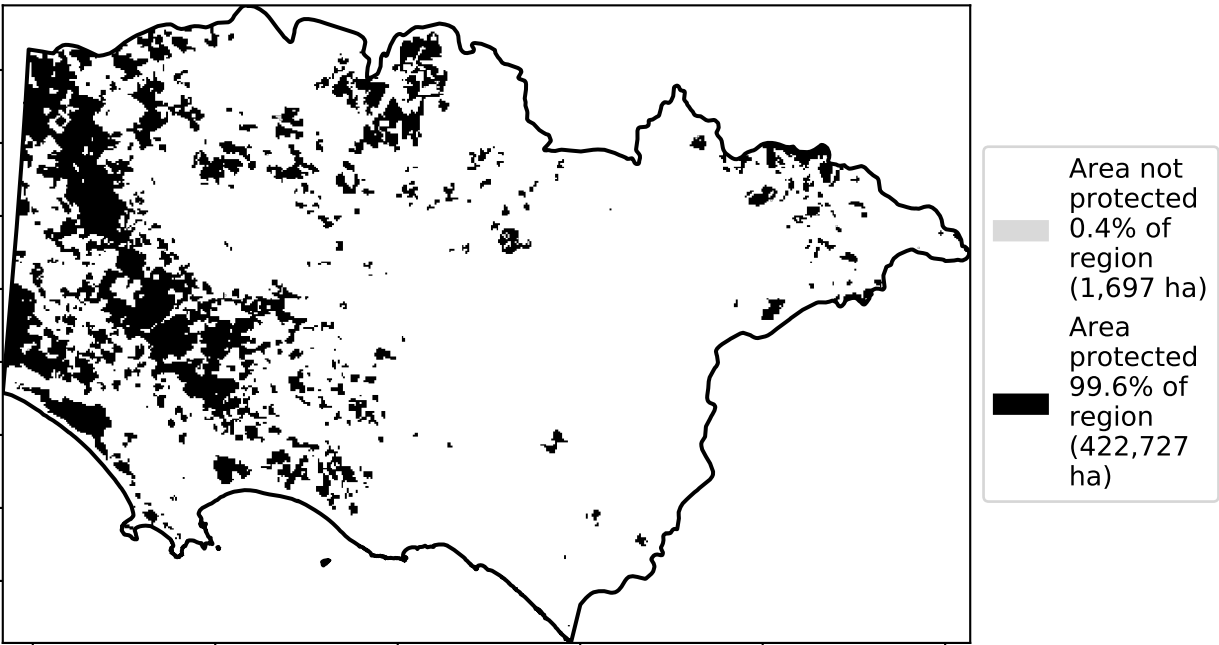 Area not
protected
0.4% of
region
(1,697 ha)
Area
protected
99.6% of
region
(422,727
ha)